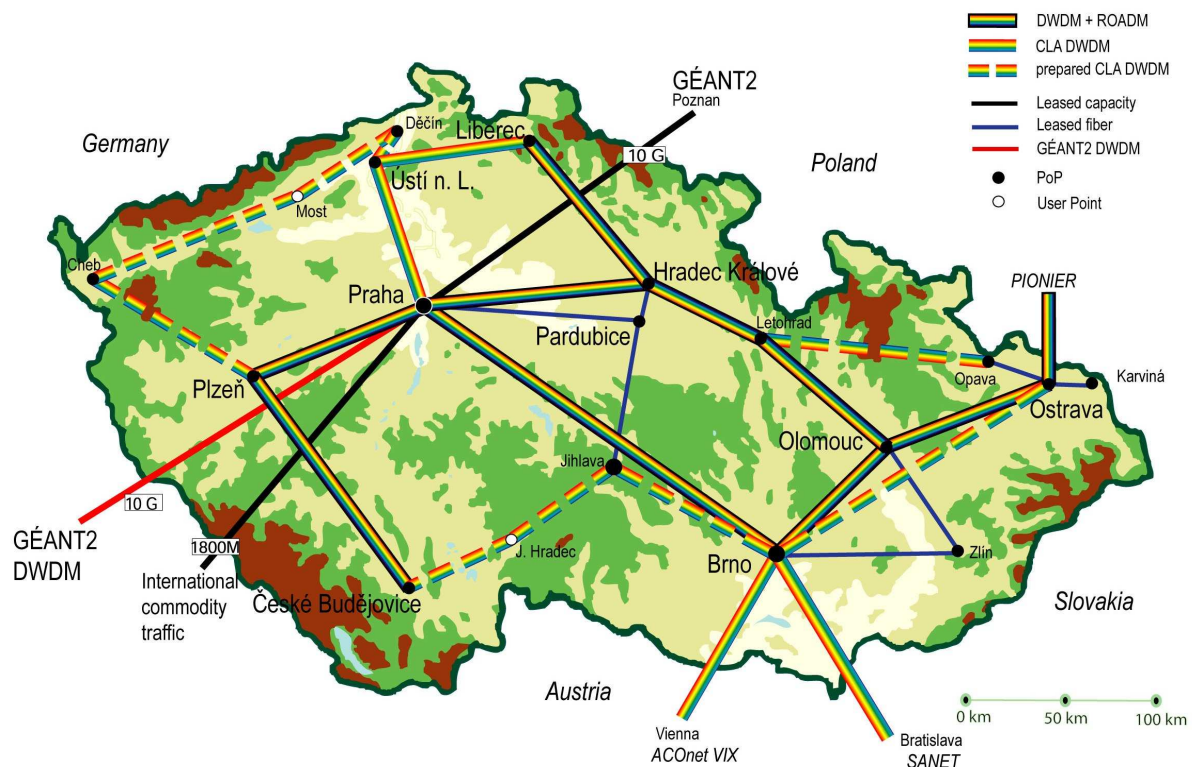 DWDM + ROADM
CLA DWDM
prepared CLA DWDM
Leased capacity
Leased fiber
GÉANT2 DWDM
PoP
User Point
GÉANT2
Poznan
10 G
Germany
Poland
Děčín
Liberec
Ústí n. L.
Most
Cheb
Praha
Hradec Králové
Pardubice
Letohrad
PIONIER
Opava
Karviná
Ostrava
Plzeň
Olomouc
Jihlava
10 G
GÉANT2
DWDM
1800M
International
commodity
traffic
J. Hradec
Brno
Zlín
České Budějovice
Slovakia
Austria
Vienna
ACOnet VIX
Bratislava
SANET
0 km
50 km
100 km